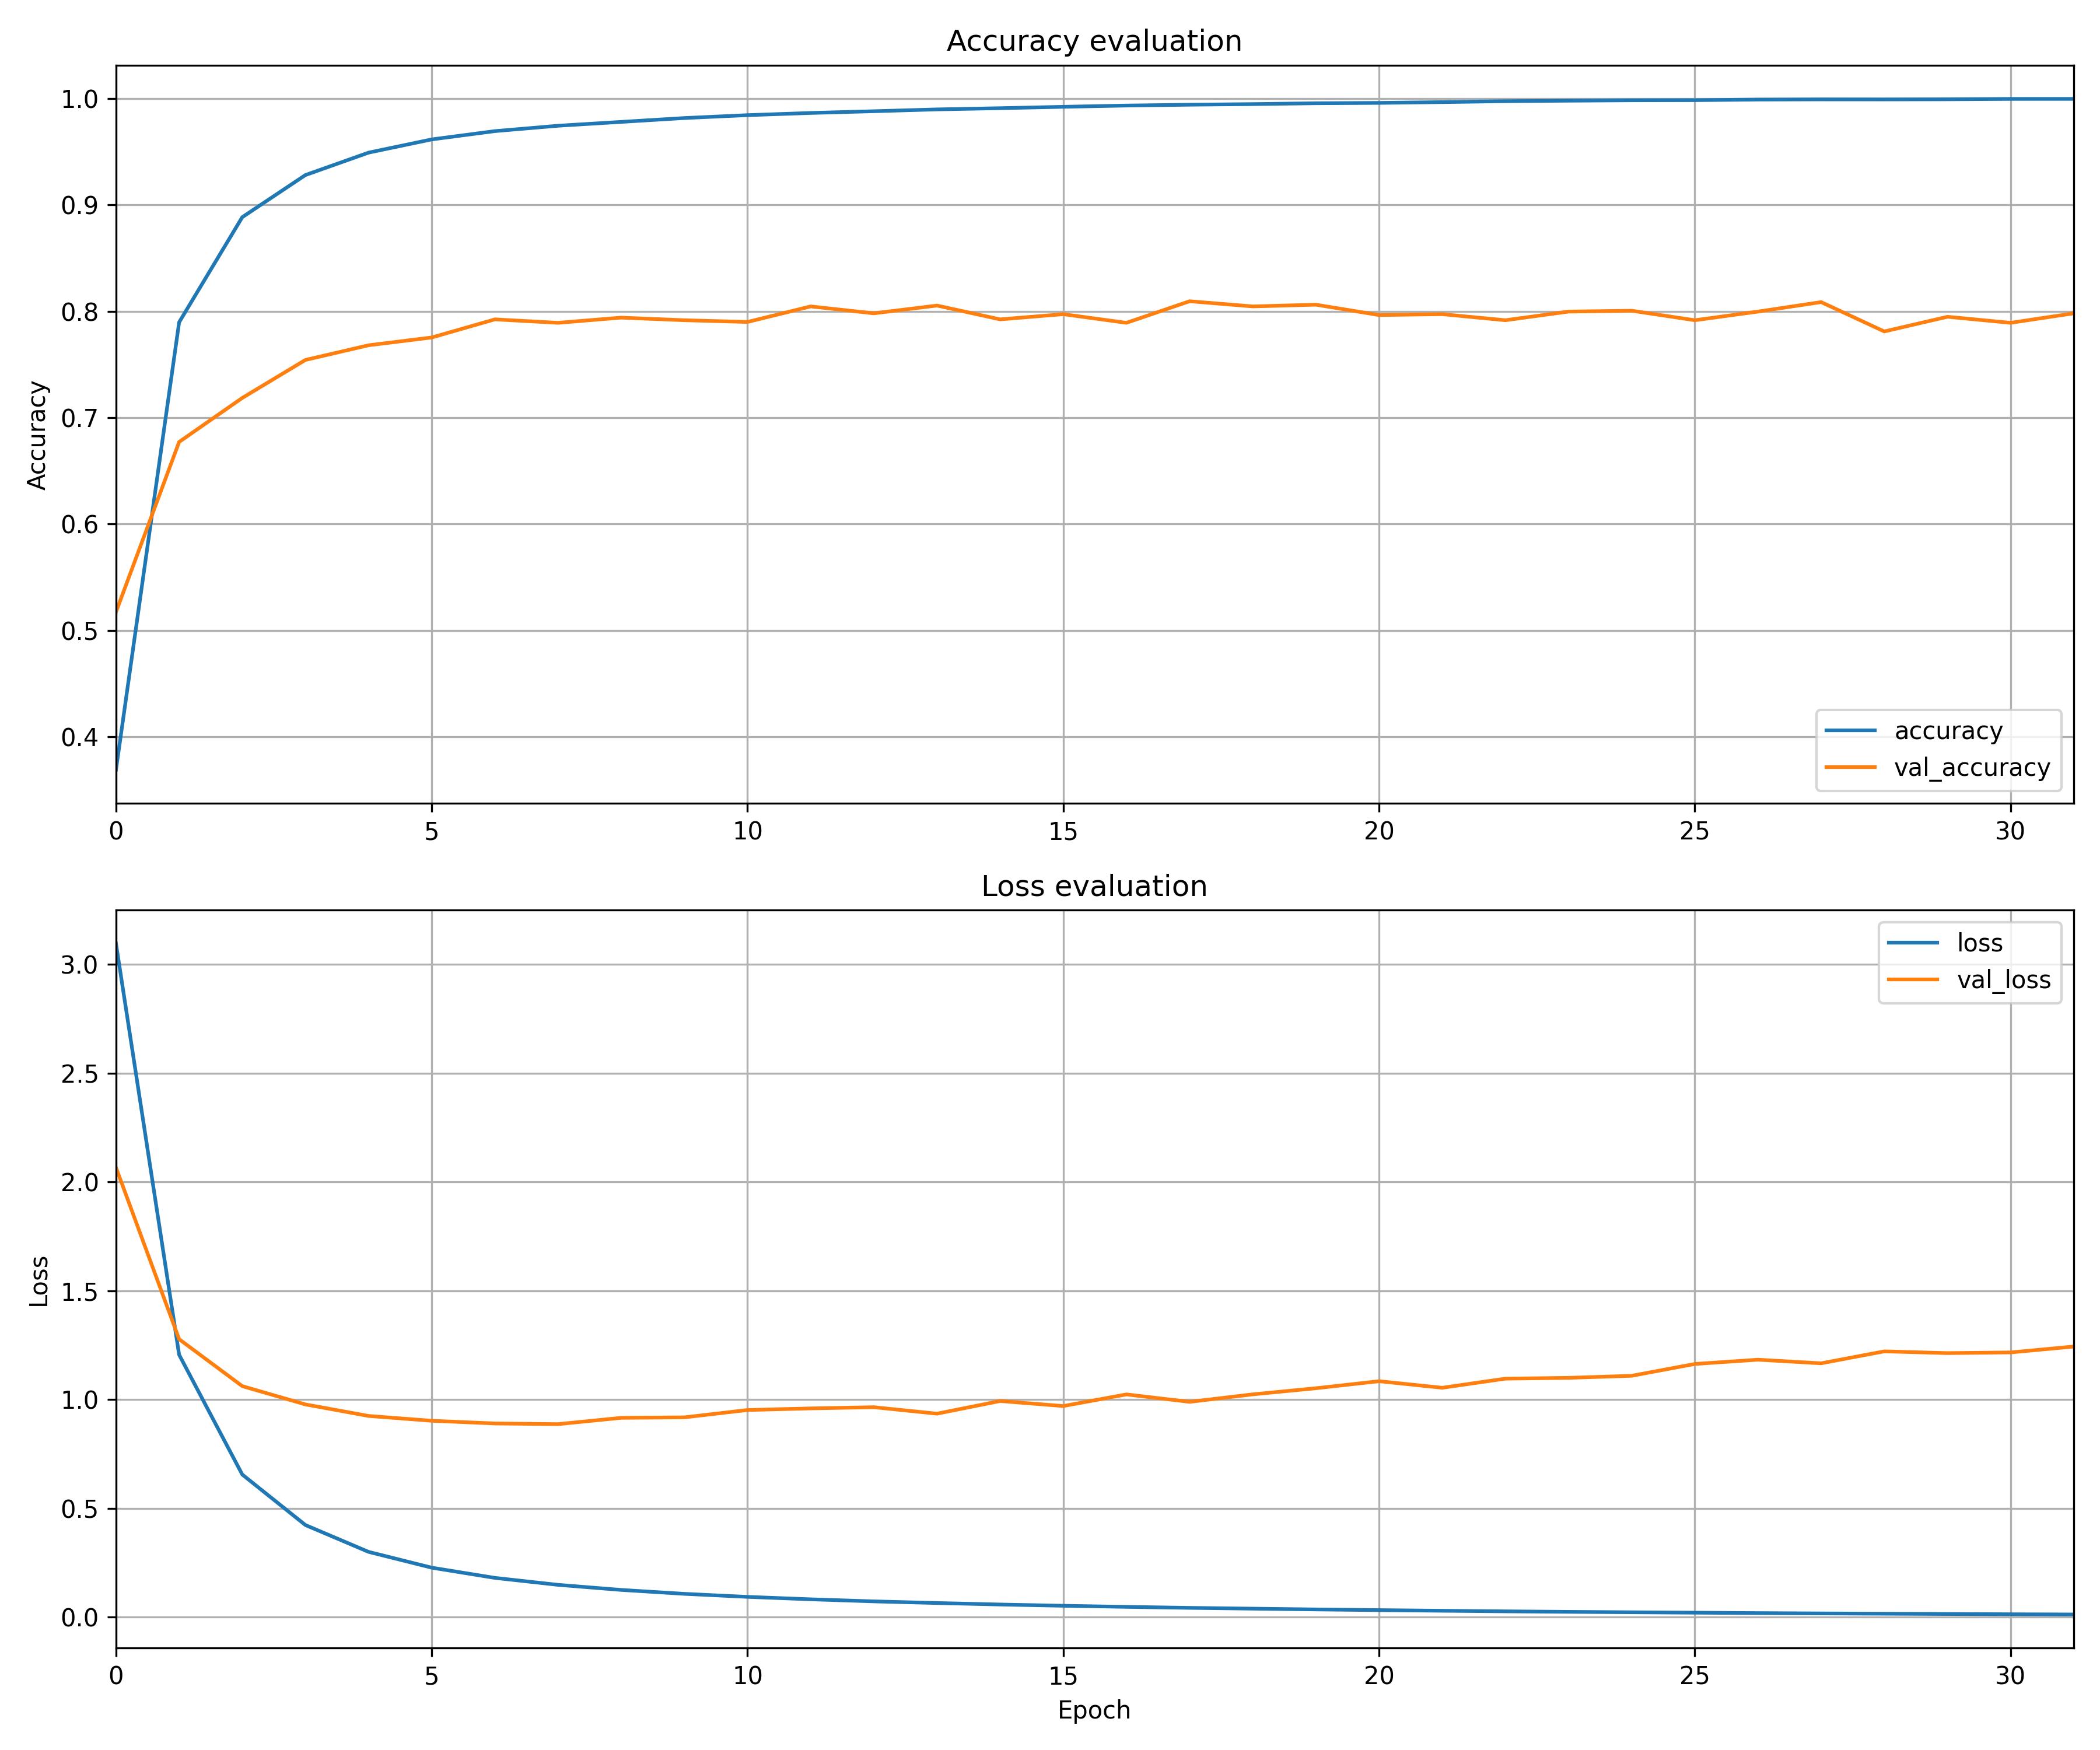 Accuracy evaluation
1.0
0.9
0.8
0.7
0.6
0.5
0.4
Accuracy
accuracy
val_accuracy
0 5 10 15 20 25 30
Loss evaluation
3.0
2.5
2.0
1.5
1.0
0.5
0.0
Loss
loss
val_loss
0 5 10 15 20 25 30
Epoch